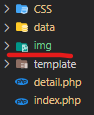 CSS
data
img
template
detail.php
index.php